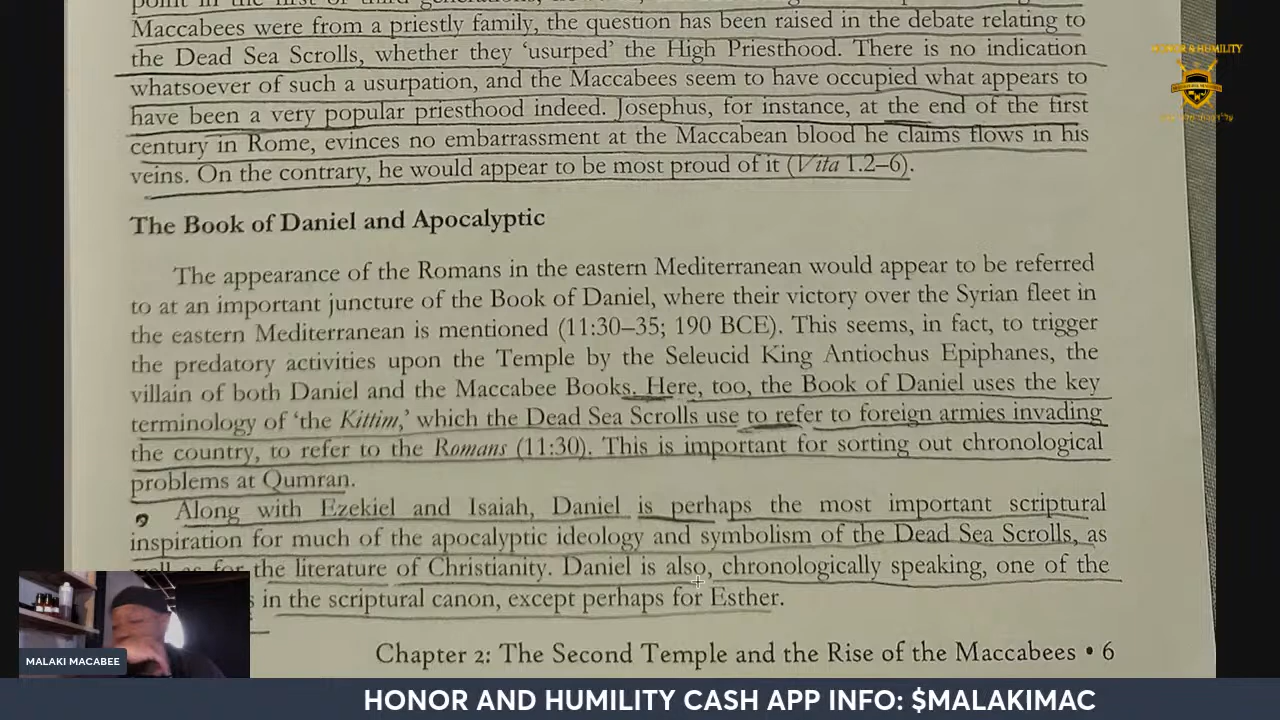 Maccabees were from a priestly family, the question has been raised in the debate relating to
the Dead Sea Scrolls, whether they ‘usurped’ the High Priesthood. There is no indication
whatsoever of such a usurpation, and the Maccabees seem to have occupied what appears to
have been a very popular priesthood indeed. Josephus, for instance, at the end of the first
century in Rome, evinces no embarrassment at the Maccabean blood he claims flows in his
veins. On the contrary, he would appear to be most proud of it (Vita 1.2–6).
HONOR & HUMILITY
The Book of Daniel and Apocalyptic
The appearance of the Romans in the eastern Mediterranean would appear to be referred
to at an important juncture of the Book of Daniel, where their victory over the Syrian fleet in
the eastern Mediterranean is mentioned (11:30–35; 190 BCE). This seems, in fact, to trigger
the predatory activities upon the Temple by the Seleucid King Antiochus Epiphanes, the
villain of both Daniel and the Maccabee Books. Here, too, the Book of Daniel uses the key
terminology of ‘the Kittim,’ which the Dead Sea Scrolls use to refer to foreign armies invading
the country, to refer to the Romans (11:30). This is important for sorting out chronological
problems at Qumran.
Along with Ezekiel and Isaiah, Daniel is perhaps the most important scriptural
inspiration for much of the apocalyptic ideology and symbolism of the Dead Sea Scrolls, as
well as for the literature of Christianity. Daniel is also, chronologically speaking, one of the
in the scriptural canon, except perhaps for Esther.
Chapter 2: The Second Temple and the Rise of the Maccabees • 6
MALAKI MACABEE
HONOR AND HUMILITY CASH APP INFO: $MALAKIMAC